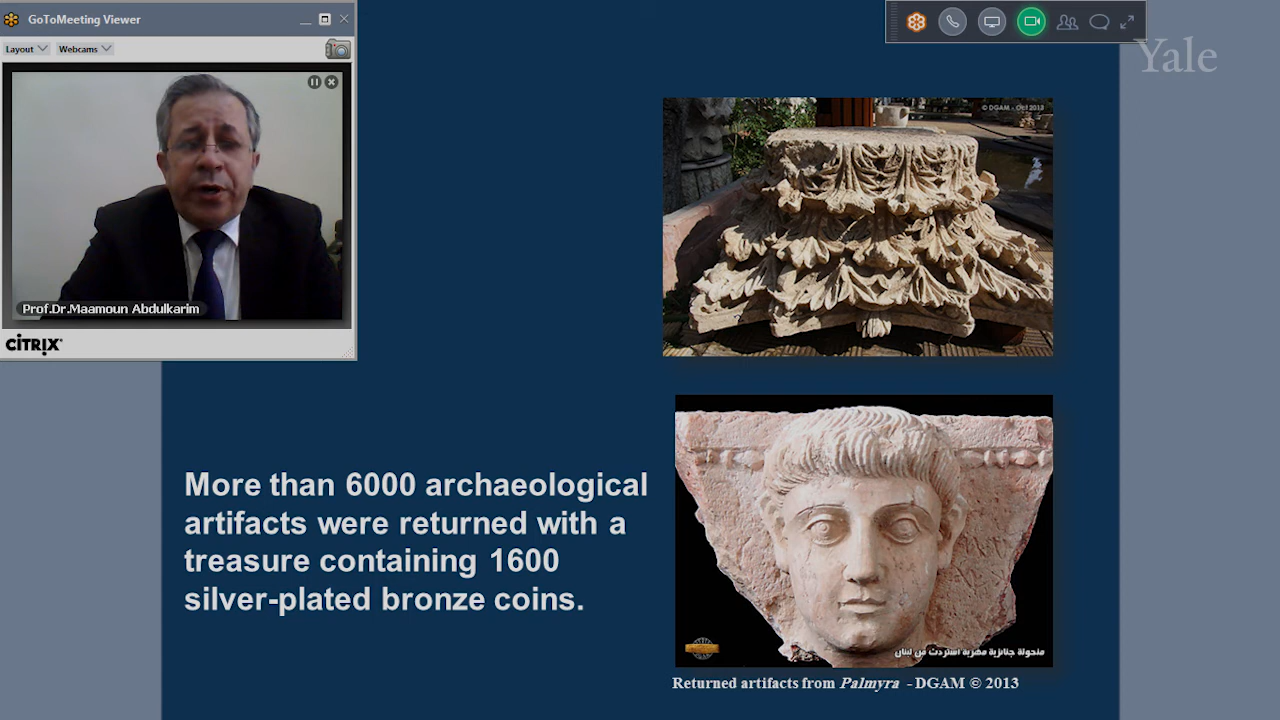 GoToMeeting Viewer
Layout Webcams
Prof.Dr.Maamoun Abdulkarim
CİTRIX
Yale
© DGAM - Oct 2013
More than 6000 archaeological
artifacts were returned with a
treasure containing 1600
silver-plated bronze coins.
منحوتة جنائزية مهربة استردت من لبنان
Returned artifacts from Palmyra - DGAM © 2013